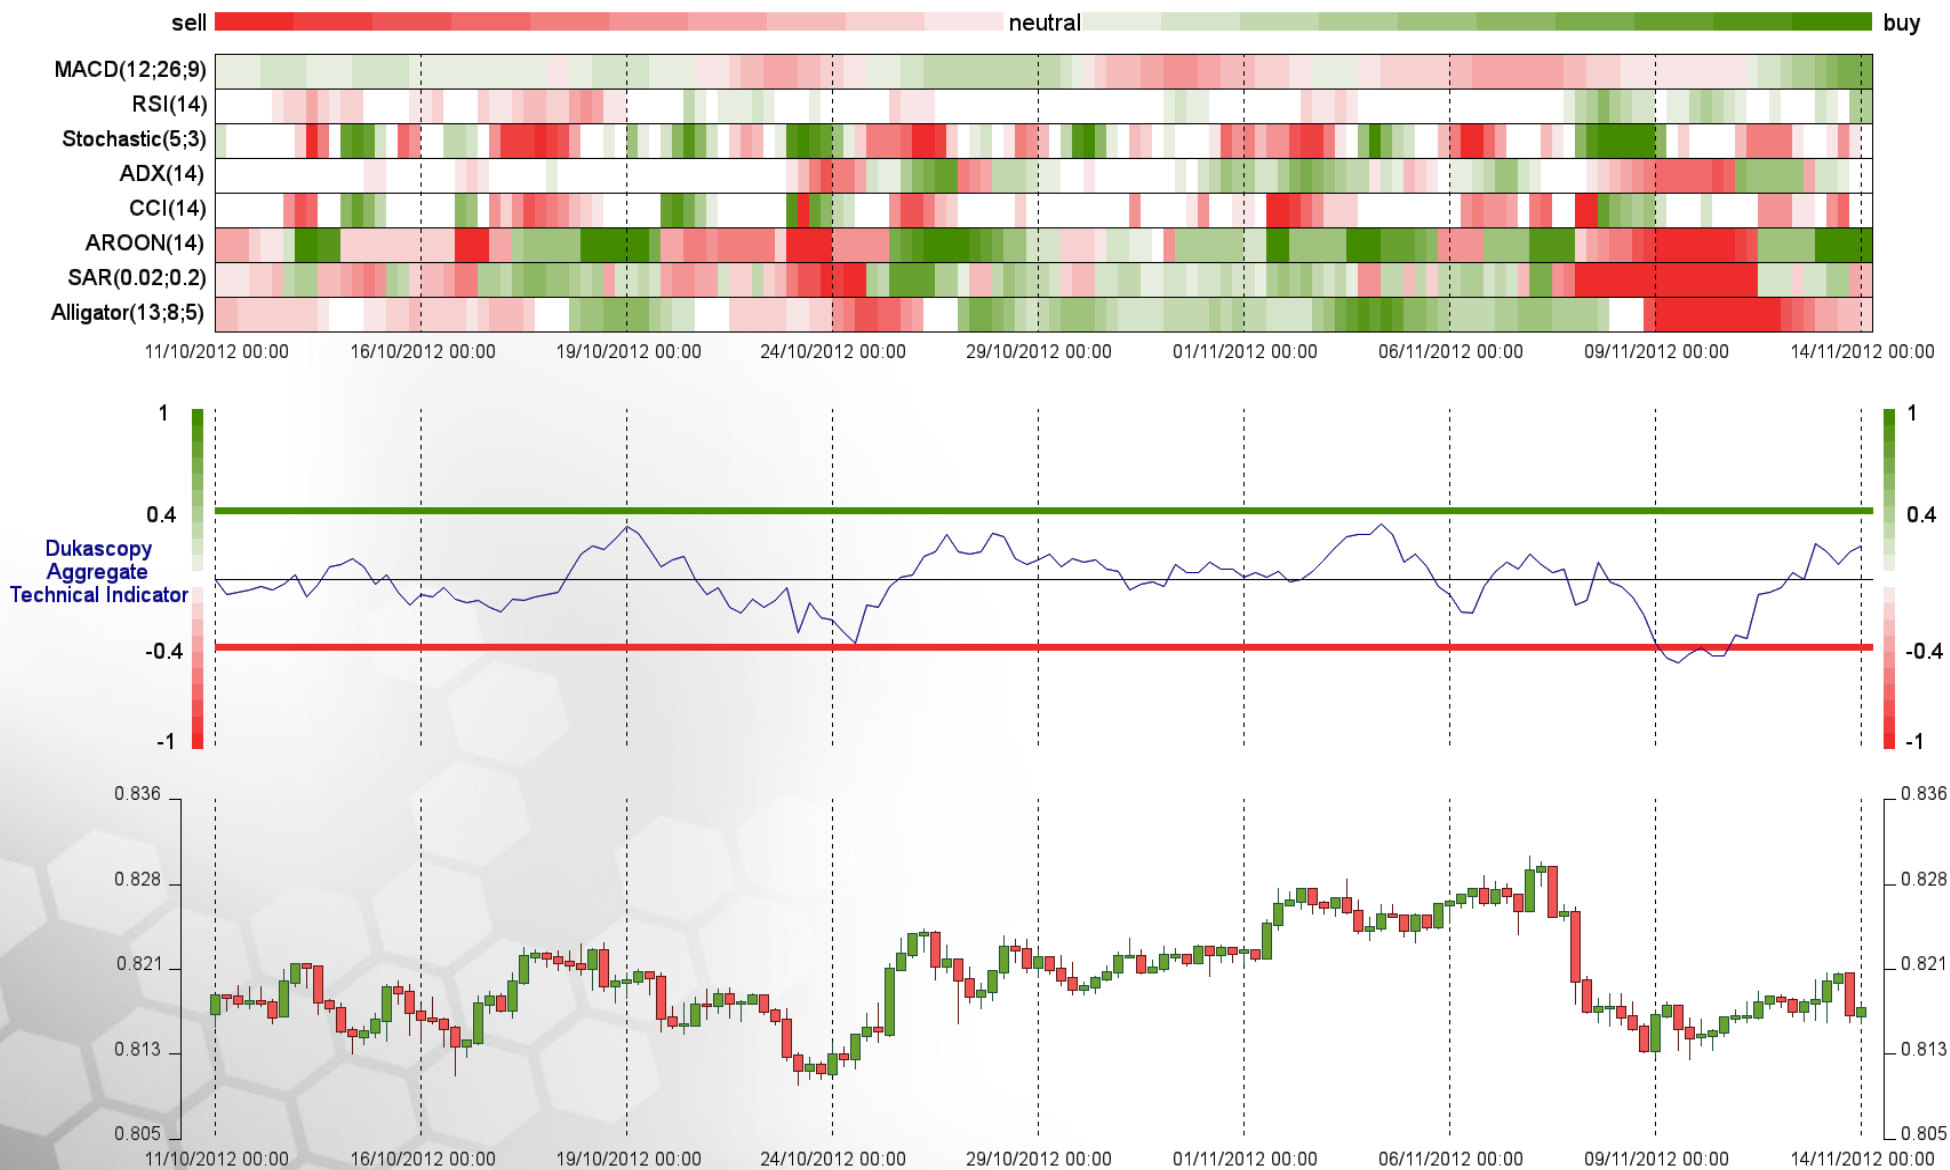 sell neutral buy
MACD(12;26;9)
RSI(14)
Stochastic(5;3)
ADX(14)
CCI(14)
AROON(14)
SAR(0.02;0.2)
Alligator(13;8;5)
11/10/2012 00:00 16/10/2012 00:00 19/10/2012 00:00 24/10/2012 00:00 29/10/2012 00:00 01/11/2012 00:00 06/11/2012 00:00 09/11/2012 00:00 14/11/2012 00:00
1 1
0.4 0.4
Dukascopy
Aggregate
Technical Indicator
-0.4 -0.4
-1 -1
0.836 0.836
0.828 0.828
0.821 0.821
0.813 0.813
0.805 0.805
11/10/2012 00:00 16/10/2012 00:00 19/10/2012 00:00 24/10/2012 00:00 29/10/2012 00:00 01/11/2012 00:00 06/11/2012 00:00 09/11/2012 00:00 14/11/2012 00:00